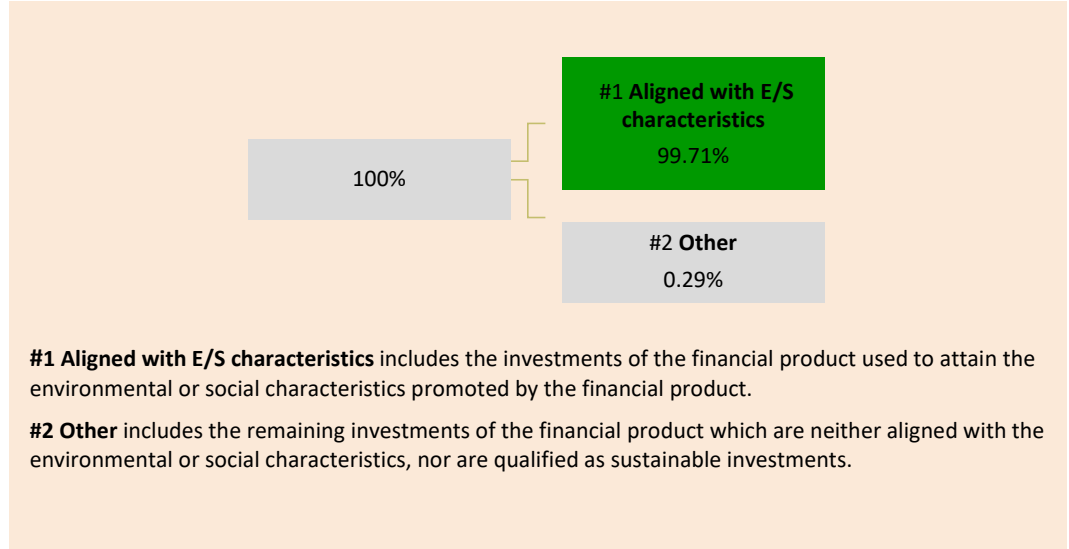 #1 Aligned with E/S
characteristics
99.71%
100%
#2 Other
0.29%
#1 Aligned with E/S characteristics includes the investments of the financial product used to attain the
environmental or social characteristics promoted by the financial product.
#2 Other includes the remaining investments of the financial product which are neither aligned with the
environmental or social characteristics, nor are qualified as sustainable investments.